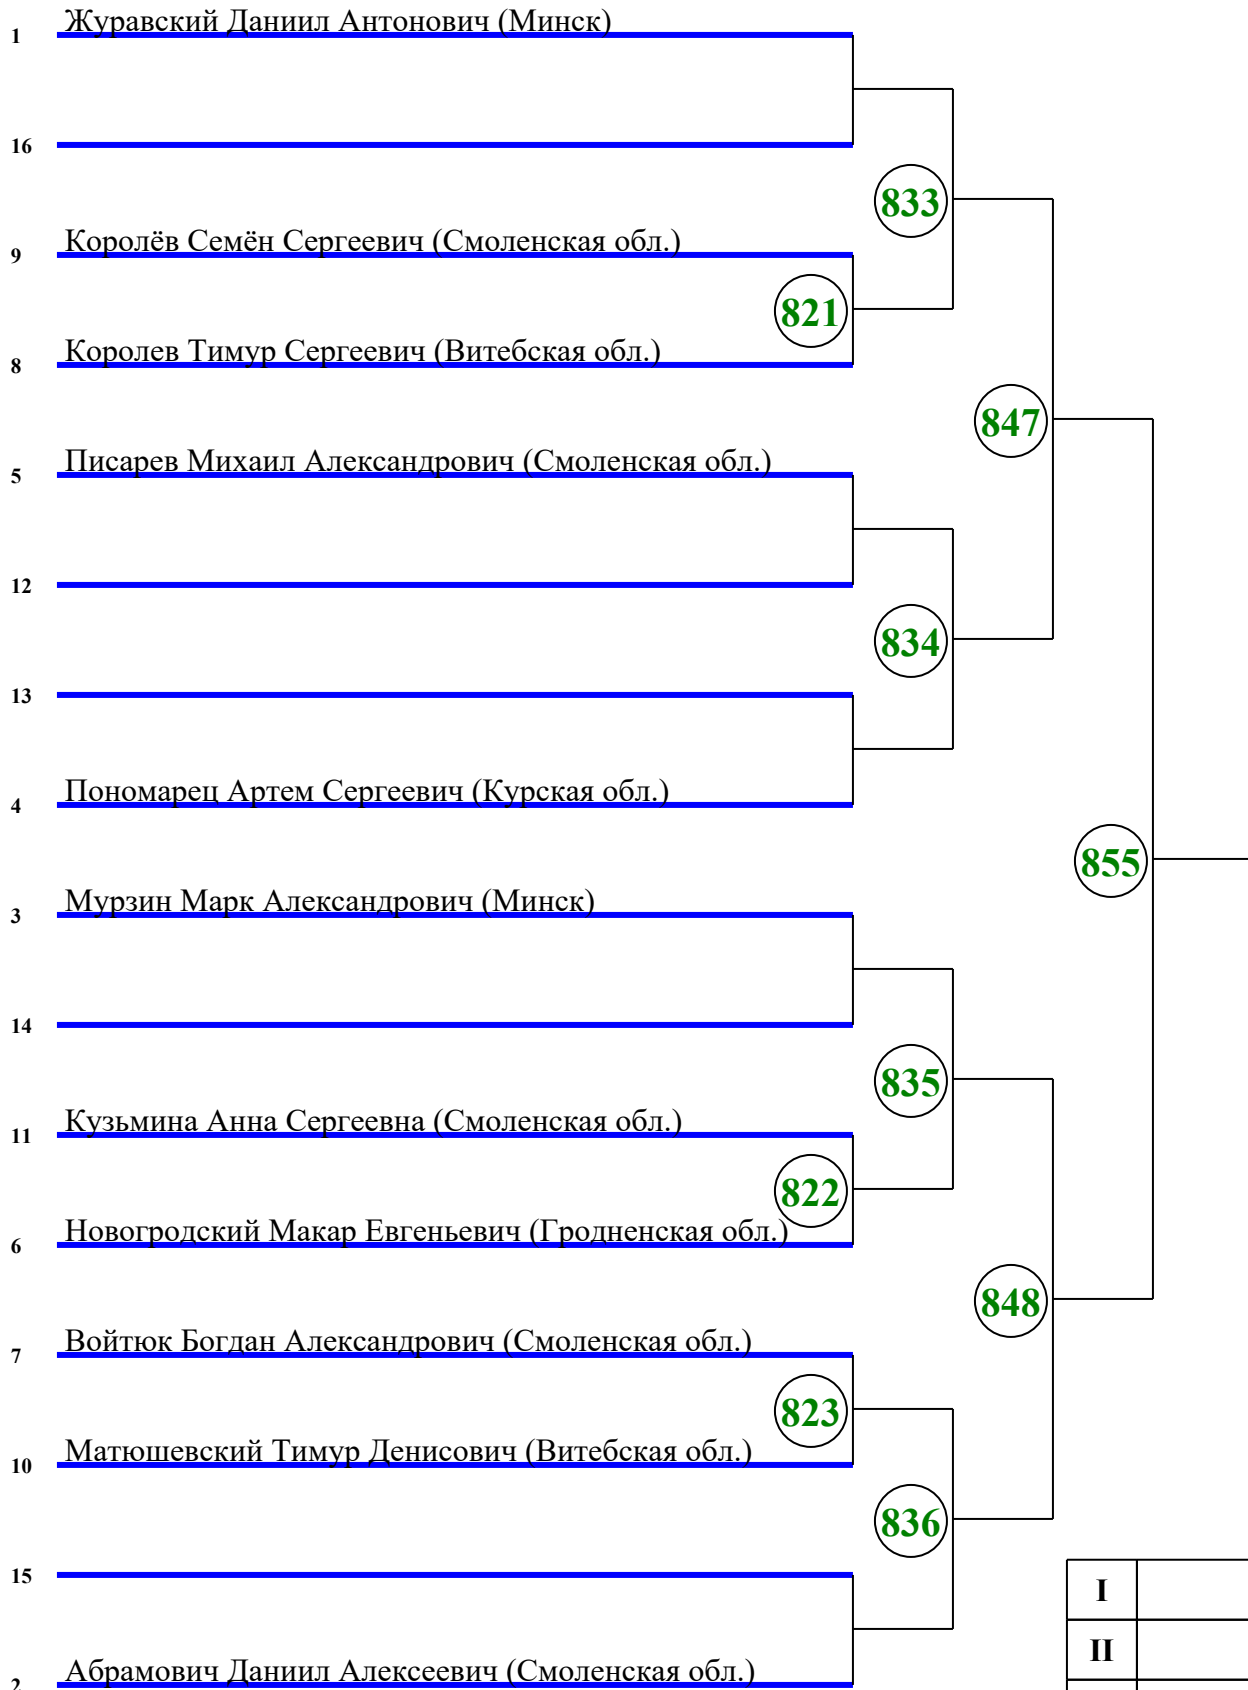 Журавский Даниил Антонович (Минск)
1
16
833
Королёв Семён Сергеевич (Смоленская обл.)
9
821
Королев Тимур Сергеевич (Витебская обл.)
8
847
Писарев Михаил Александрович (Смоленская обл.)
5
12
834
13
Пономарец Артем Сергеевич (Курская обл.)
4
855
Мурзин Марк Александрович (Минск)
3
14
835
Кузьмина Анна Сергеевна (Смоленская обл.)
11
822
Новогродский Макар Евгеньевич (Гродненская обл.)
6
848
Войтюк Богдан Александрович (Смоленская обл.)
7
823
Матюшевский Тимур Денисович (Витебская обл.)
10
836
15
I
II
Абрамович Даниил Алексеевич (Смоленская обл.)
2